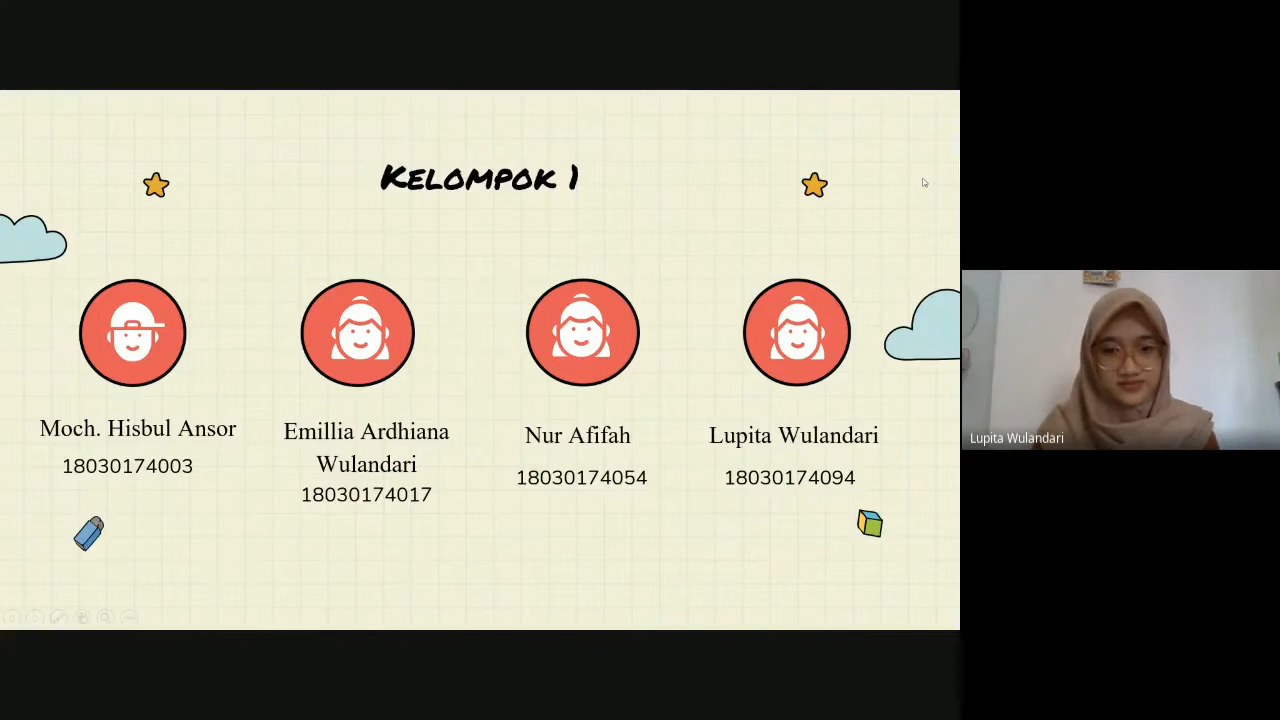 Kelompok 1
Moch. Hisbul Ansor
18030174003
Emillia Ardhiana
Wulandari
18030174017
Nur Afifah
18030174054
Lupita Wulandari
18030174094
Lupita Wulandari